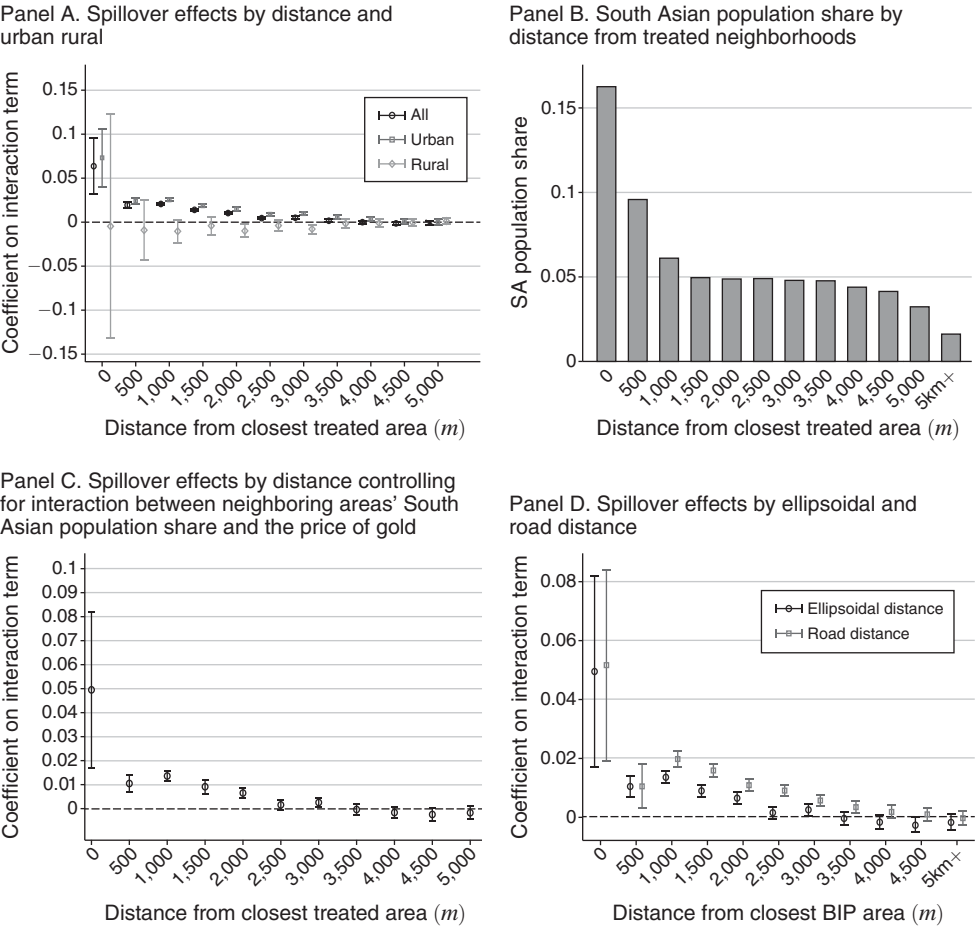 Panel A. Spillover effects by distance and
urban rural
Coefficient on interaction term
0.15
0.1
0.05
0
−0.05
−0.1
−0.15
All
Urban
Rural
0
500
1,000
1,500
2,000
2,500
3,000
3,500
4,000
4,500
5,000
Distance from closest treated area (m)
Panel B. South Asian population share by
distance from treated neighborhoods
SA population share
0.15
0.1
0.05
0
0
500
1,000
1,500
2,000
2,500
3,000
3,500
4,000
4,500
5,000
5km+
Distance from closest treated area (m)
Panel C. Spillover effects by distance controlling
for interaction between neighboring areas' South
Asian population share and the price of gold
Coefficient on interaction term
0.1
0.09
0.08
0.07
0.06
0.05
0.04
0.03
0.02
0.01
0
0
500
1,000
1,500
2,000
2,500
3,000
3,500
4,000
4,500
5,000
Distance from closest treated area (m)
Panel D. Spillover effects by ellipsoidal and
road distance
Coefficient on interaction term
0.08
0.06
0.04
0.02
0
Ellipsoidal distance
Road distance
0
500
1,000
1,500
2,000
2,500
3,000
3,500
4,000
4,500
5km+
Distance from closest BIP area (m)